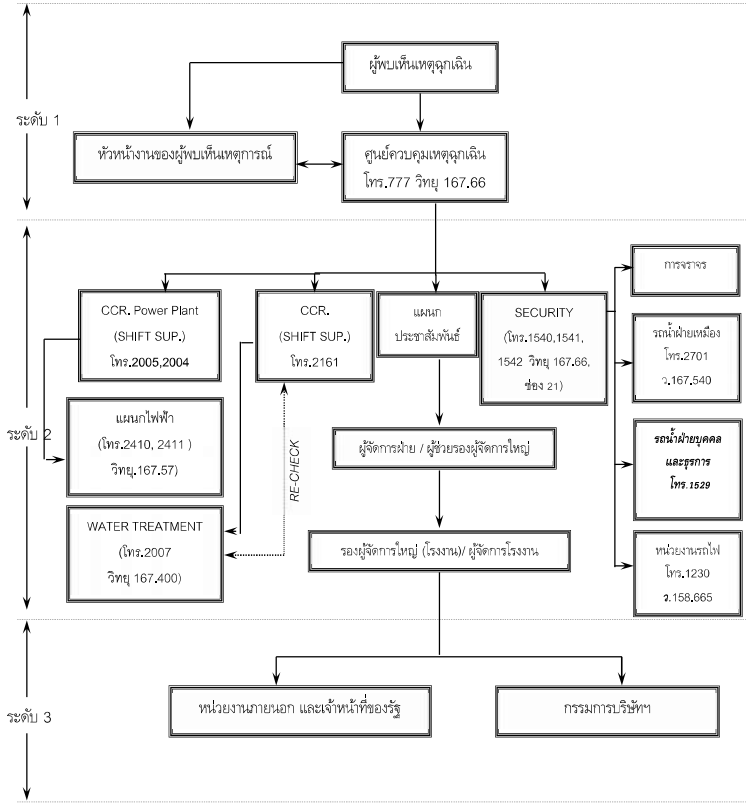 ผู้พบเห็นเหตุฉุกเฉิน
ระดับ 1
หัวหน้างานของผู้พบเห็นเหตุการณ์
ศูนย์ควบคุมเหตุฉุกเฉิน
โทร.777 วิทยุ 167.66
การจราจร
CCR. Power Plant
(SHIFT SUP.)
โทร.2005,2004
CCR.
(SHIFT SUP.)
โทร.2161
แผนก
ประชาสัมพันธ์
SECURITY
(โทร.1540,1541,
1542 วิทยุ 167.66,
ช่อง 21)
รถน้ำฝ่ายเหมือง
โทร.2701
ว.167.540
ระดับ 2
แผนกไฟฟ้า
(โทร.2410, 2411 )
วิทยุ.167.57)
RE-CHECK
ผู้จัดการฝ่าย / ผู้ช่วยรองผู้จัดการใหญ่
รถน้ำฝ่ายบุคคล
และธุรการ
โทร.1529
WATER TREATMENT
(โทร.2007
วิทยุ 167.400)
รองผู้จัดการใหญ่ (โรงงาน)/ ผู้จัดการโรงงาน
หน่วยงานรถไฟ
โทร.1230
ว.158.665
ระดับ 3
หน่วยงานภายนอก และเจ้าหน้าที่ของรัฐ
กรรมการบริษัทฯ